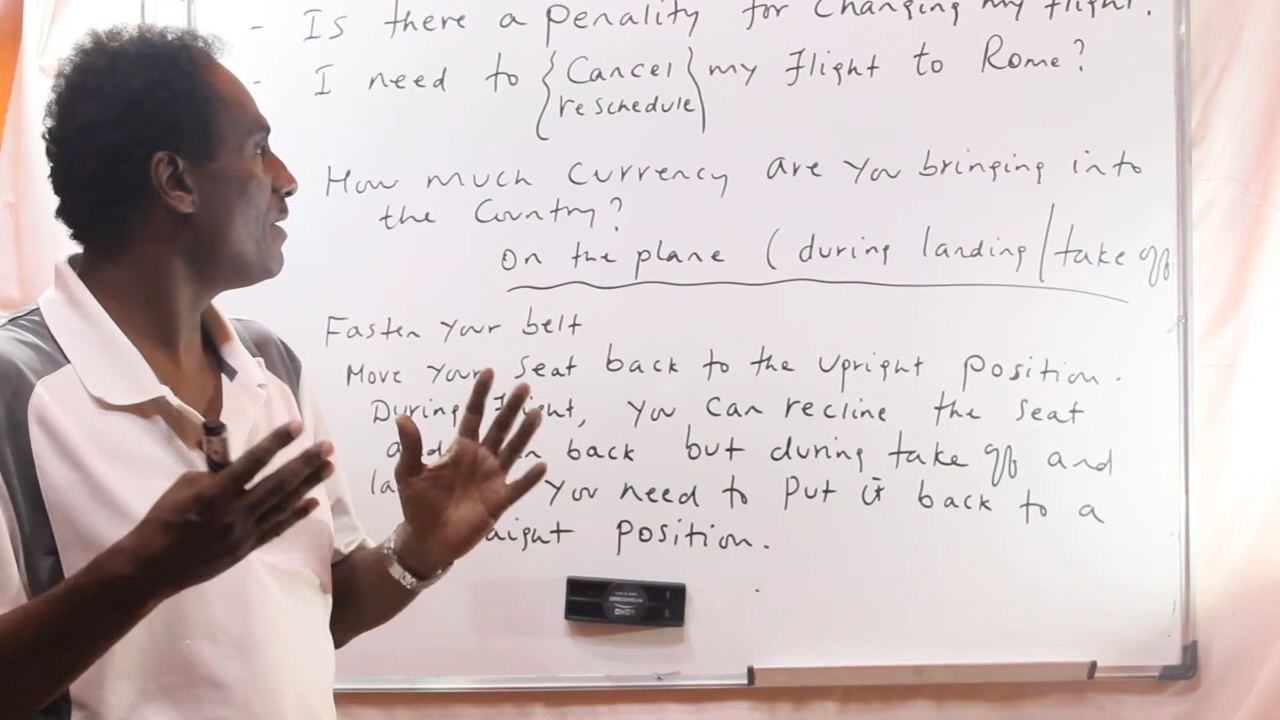 - Is there a penality for changing my flight.
- I need to { Cancel } my flight to Rome?
reschedule
How much currency are you bringing into
the Country?
on the plane ( during landing / take off
Fasten your belt
Move your seat back to the upright position.
During flight, you can recline the seat
back but during take off and
you need to put it back to a
position.